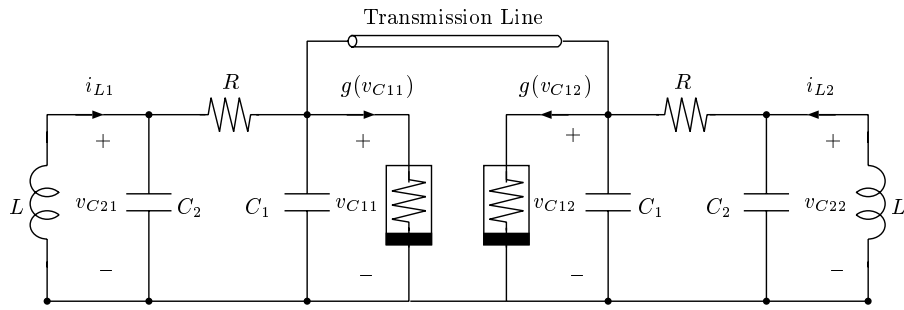 Transmission Line
i_{L1} R g(v_{C11}) g(v_{C12}) R i_{L2}
+ + + +
L v_{C21} C_2 C_1 v_{C11} v_{C12} C_1 C_2 v_{C22} L
− − − −